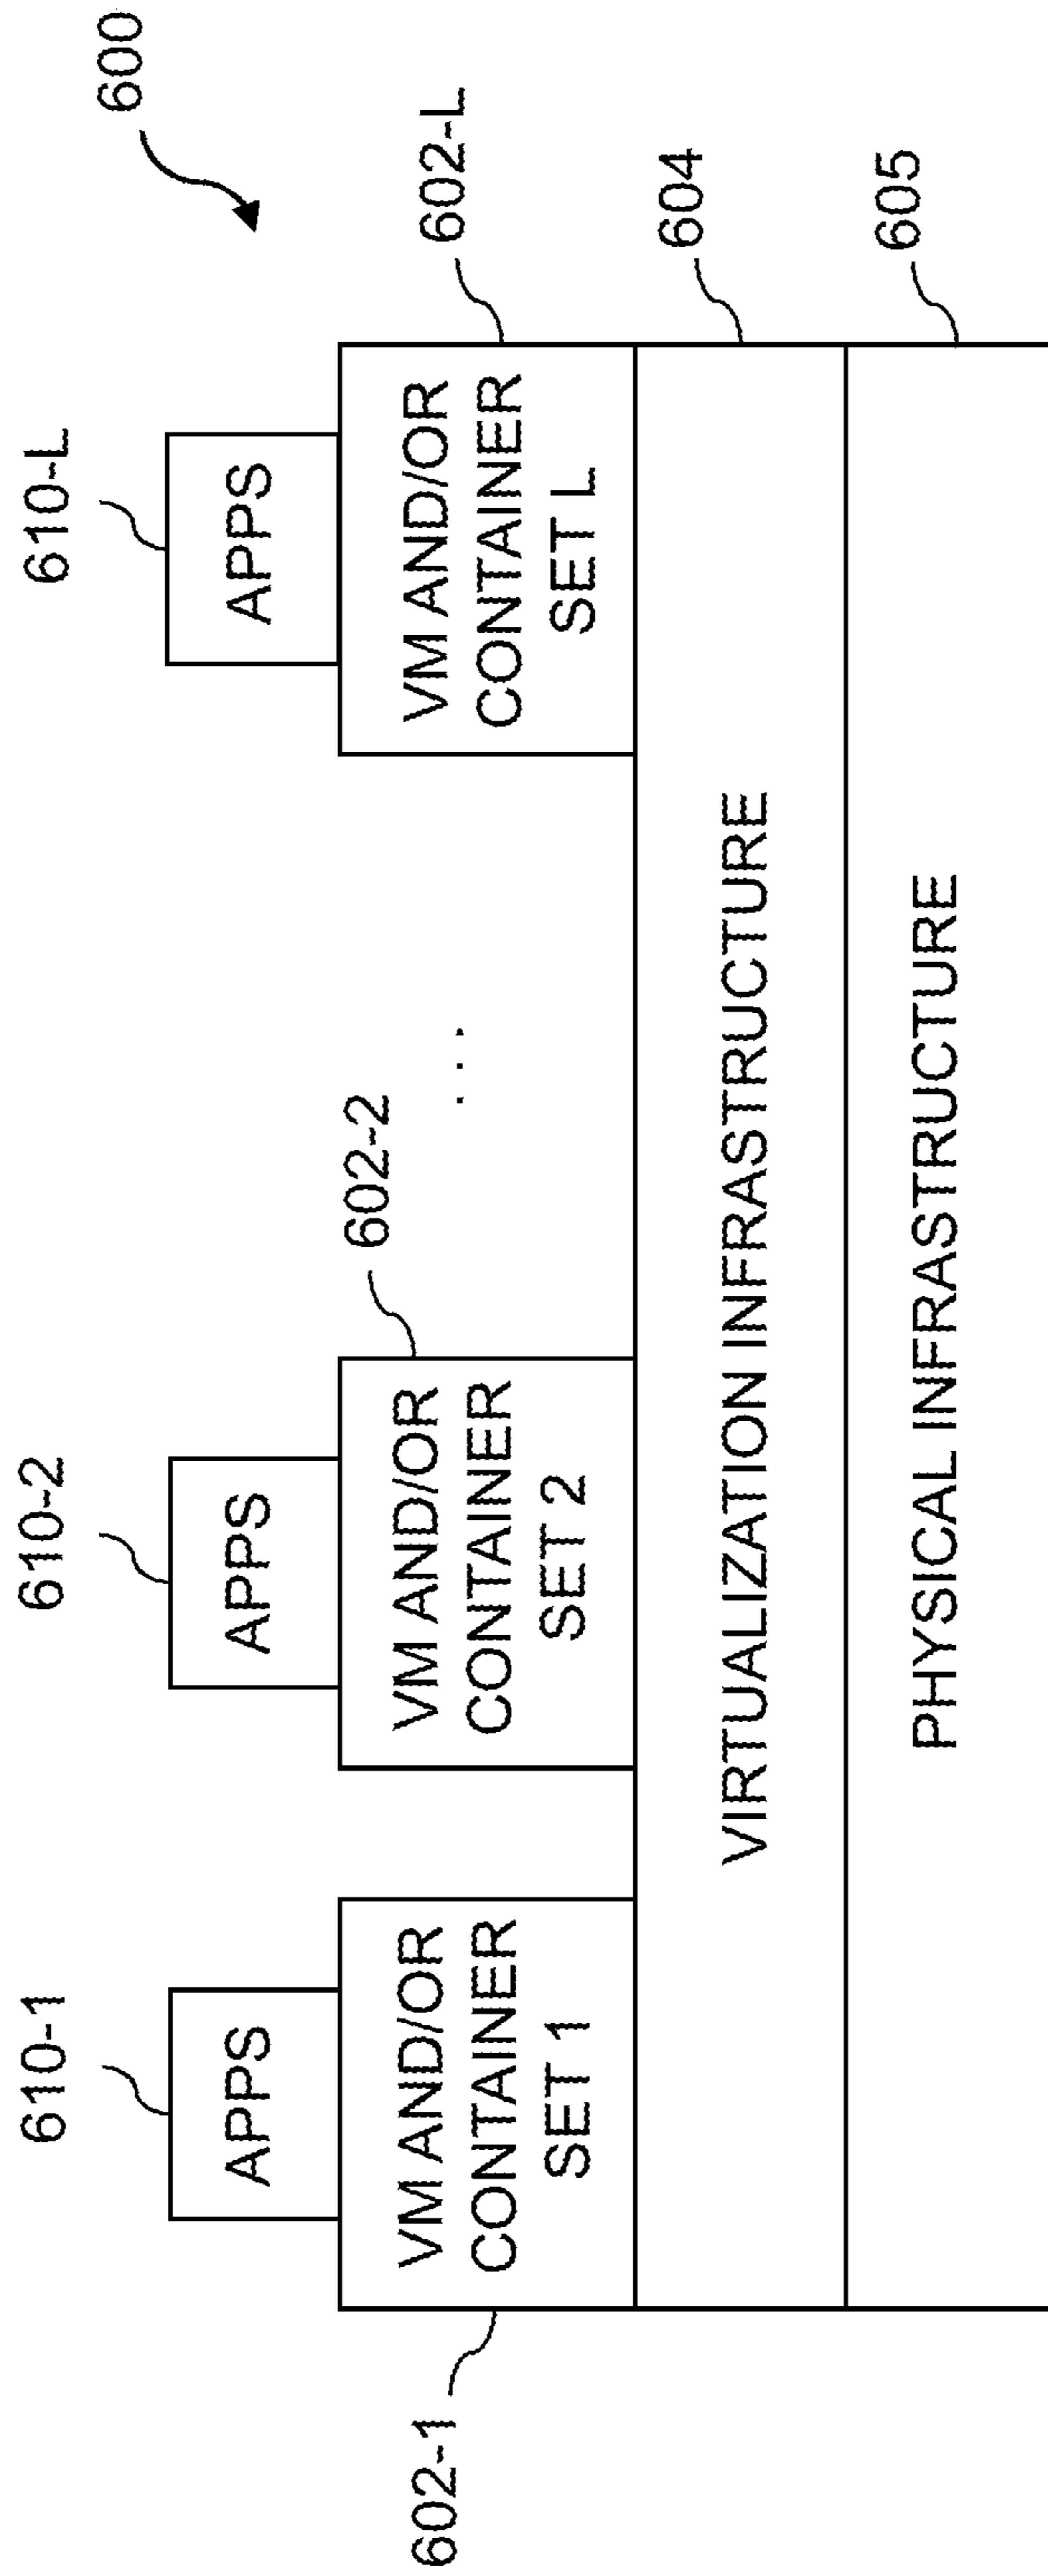 600
610-1
610-2
610-L
APPS
APPS
APPS
602-1
VM AND/OR
CONTAINER
SET 1
VM AND/OR
CONTAINER
SET 2
602-2
. . .
VM AND/OR
CONTAINER
SET L
602-L
VIRTUALIZATION INFRASTRUCTURE
604
PHYSICAL INFRASTRUCTURE
605